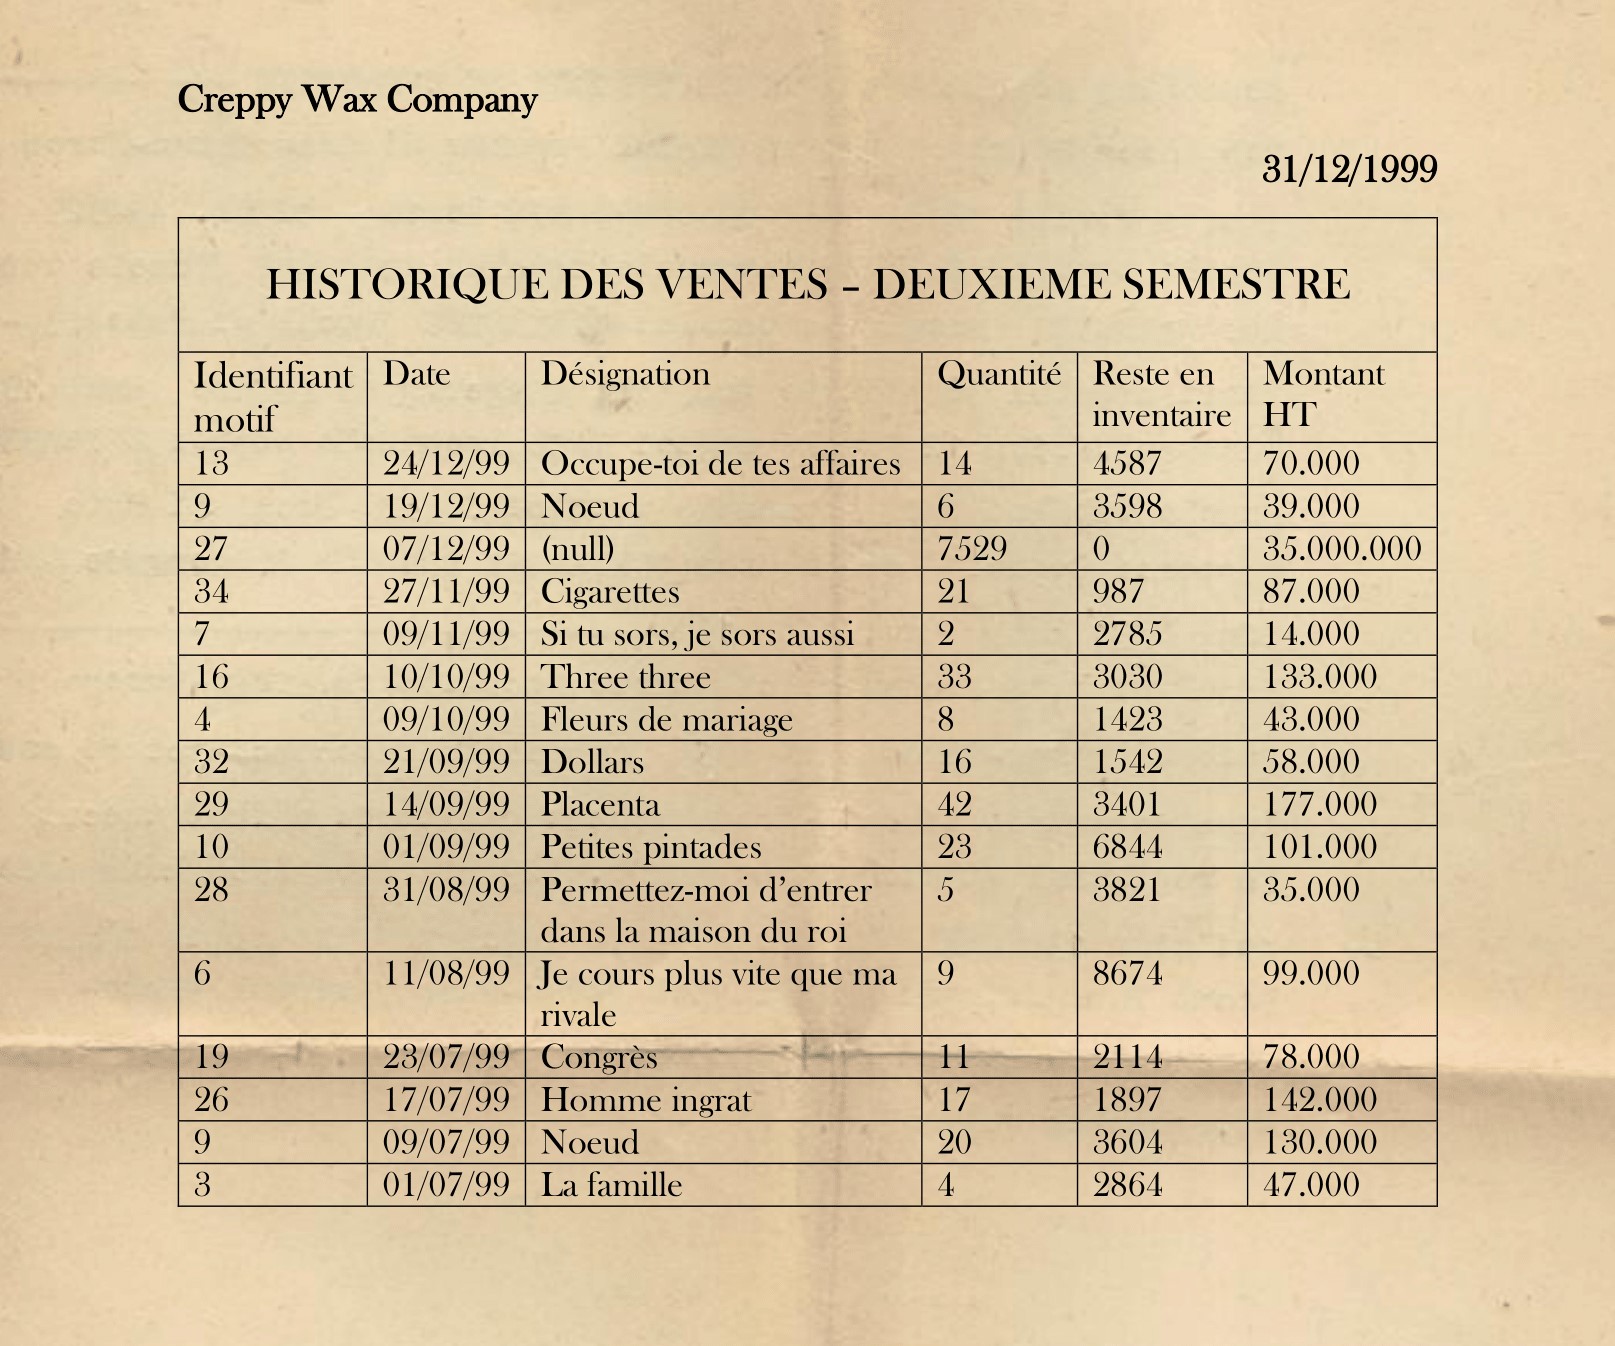 Creppy Wax Company
31/12/1999
HISTORIQUE DES VENTES – DEUXIEME SEMESTRE
Identifiant motif | Date | Désignation | Quantité | Reste en inventaire | Montant HT
13 | 24/12/99 | Occupe-toi de tes affaires | 14 | 4587 | 70.000
9 | 19/12/99 | Noeud | 6 | 3598 | 39.000
27 | 07/12/99 | (null) | 7529 | 0 | 35.000.000
34 | 27/11/99 | Cigarettes | 21 | 987 | 87.000
7 | 09/11/99 | Si tu sors, je sors aussi | 2 | 2785 | 14.000
16 | 10/10/99 | Three three | 33 | 3030 | 133.000
4 | 09/10/99 | Fleurs de mariage | 8 | 1423 | 43.000
32 | 21/09/99 | Dollars | 16 | 1542 | 58.000
29 | 14/09/99 | Placenta | 42 | 3401 | 177.000
10 | 01/09/99 | Petites pintades | 23 | 6844 | 101.000
28 | 31/08/99 | Permettez-moi d’entrer dans la maison du roi | 5 | 3821 | 35.000
6 | 11/08/99 | Je cours plus vite que ma rivale | 9 | 8674 | 99.000
19 | 23/07/99 | Congrès | 11 | 2114 | 78.000
26 | 17/07/99 | Homme ingrat | 17 | 1897 | 142.000
9 | 09/07/99 | Noeud | 20 | 3604 | 130.000
3 | 01/07/99 | La famille | 4 | 2864 | 47.000